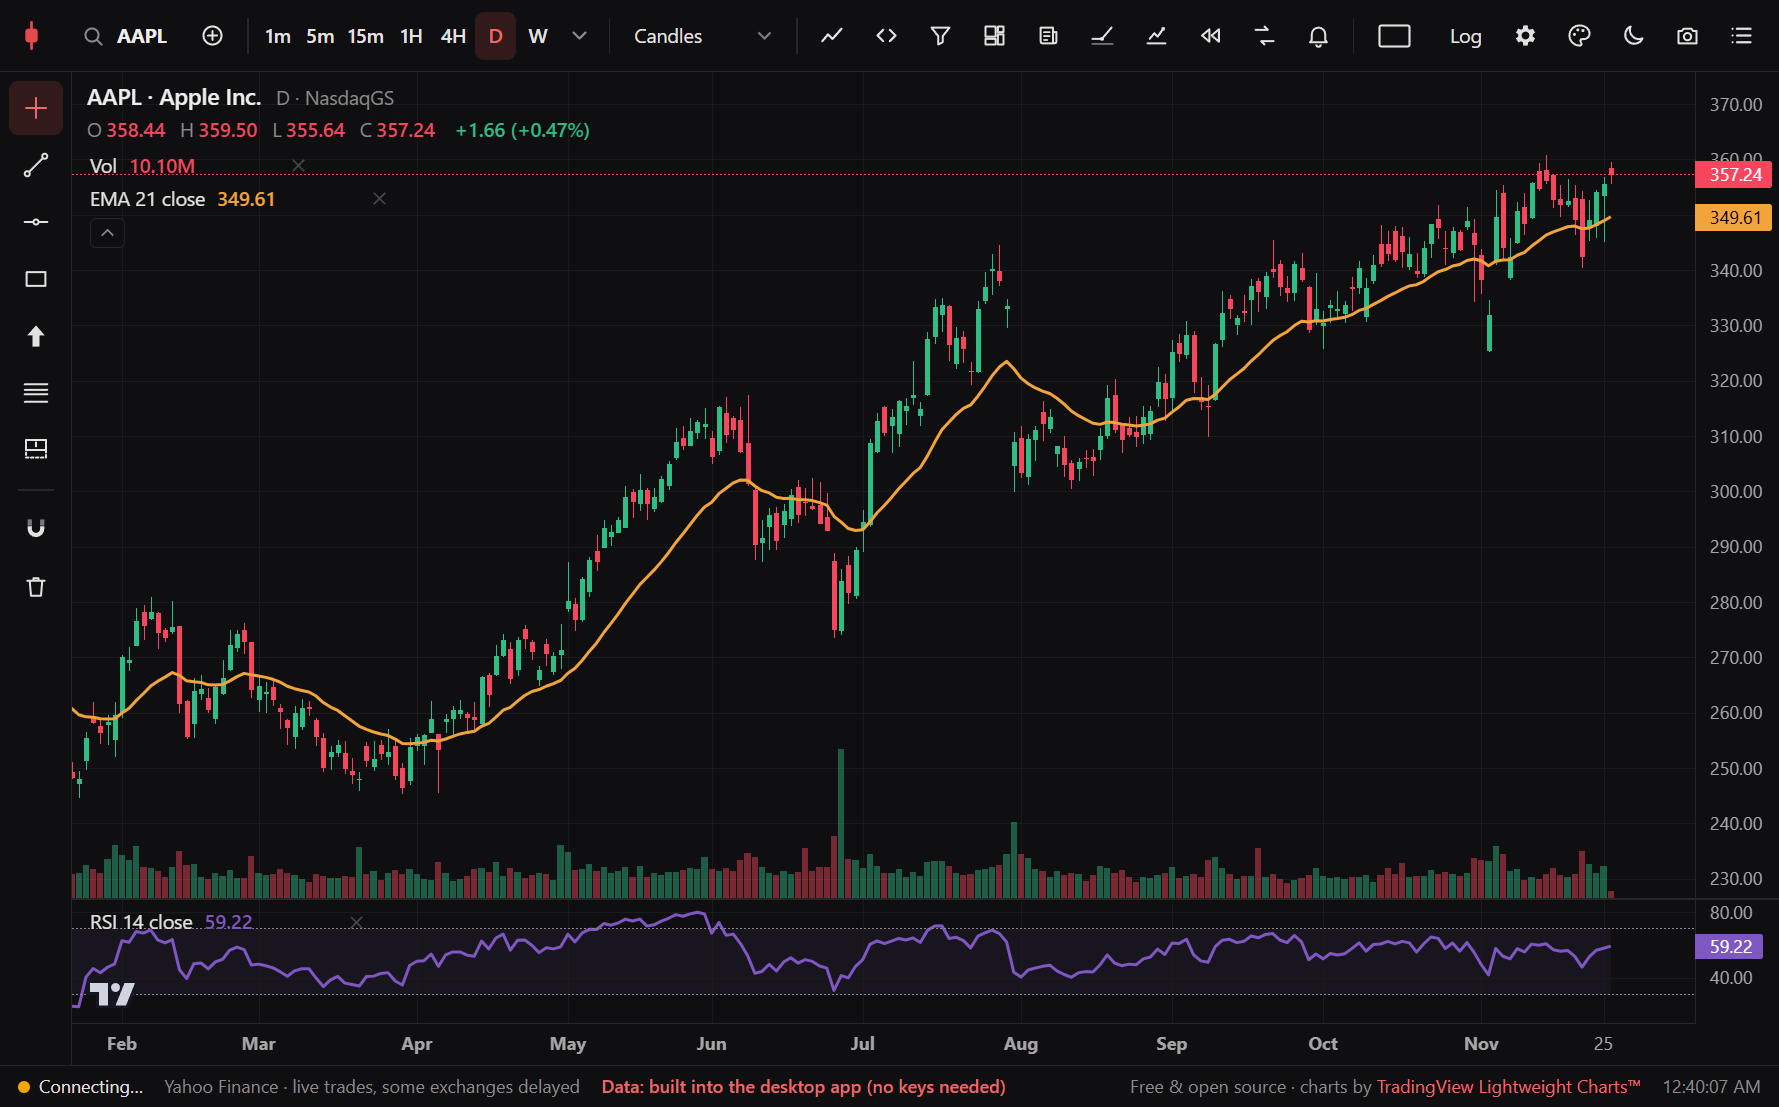 AAPL 1m 5m 15m 1H 4H D W Candles Log
AAPL · Apple Inc. D · NasdaqGS
O 358.44 H 359.50 L 355.64 C 357.24 +1.66 (+0.47%)
Vol 10.10M
EMA 21 close 349.61
370.00
360.00
357.24
349.61
340.00
330.00
320.00
310.00
300.00
290.00
280.00
270.00
260.00
250.00
240.00
230.00
RSI 14 close 59.22
80.00
59.22
40.00
Feb Mar Apr May Jun Jul Aug Sep Oct Nov 25
Connecting... Yahoo Finance · live trades, some exchanges delayed Data: built into the desktop app (no keys needed) Free & open source · charts by TradingView Lightweight Charts™ 12:40:07 AM